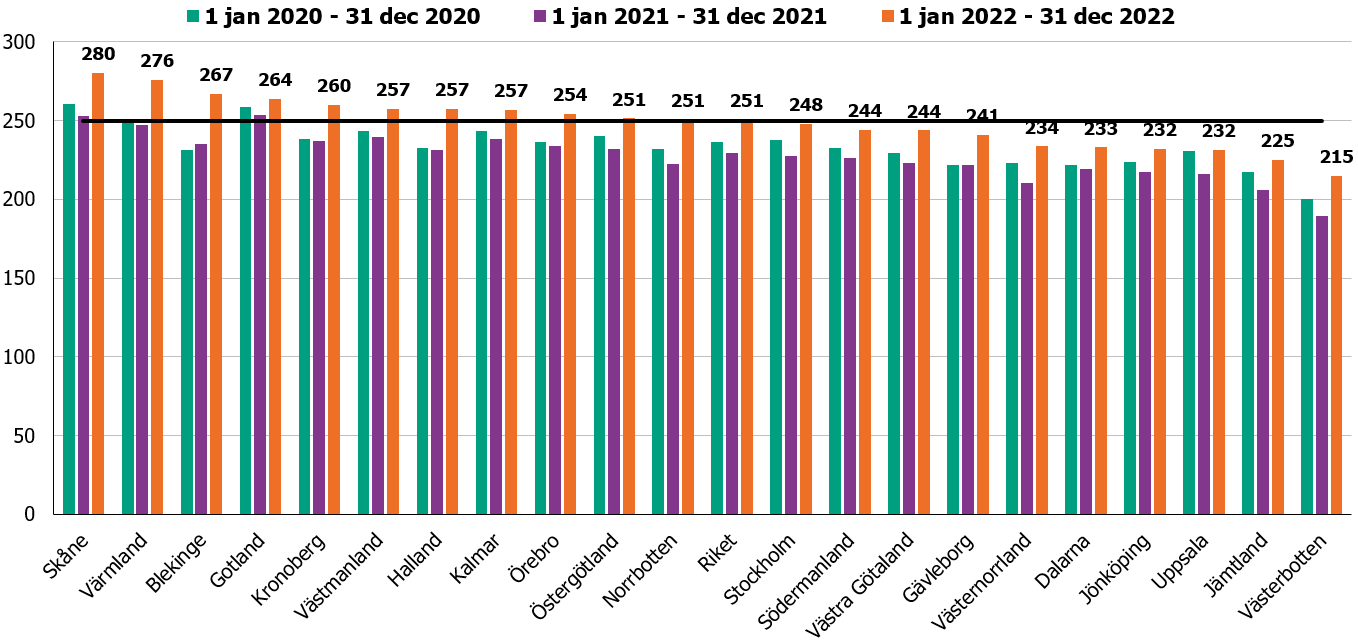 1 jan 2020 - 31 dec 2020 1 jan 2021 - 31 dec 2021 1 jan 2022 - 31 dec 2022
300
250
200
150
100
50
0
280 276 267 264 260 257 257 257 254 251 251 251 248 244 244 241 234 233 232 232 225 215
Skåne
Värmland
Blekinge
Gotland
Kronoberg
Västmanland
Halland
Kalmar
Örebro
Östergötland
Norrbotten
Riket
Stockholm
Södermanland
Västra Götaland
Gävleborg
Västernorrland
Dalarna
Jönköping
Uppsala
Jämtland
Västerbotten